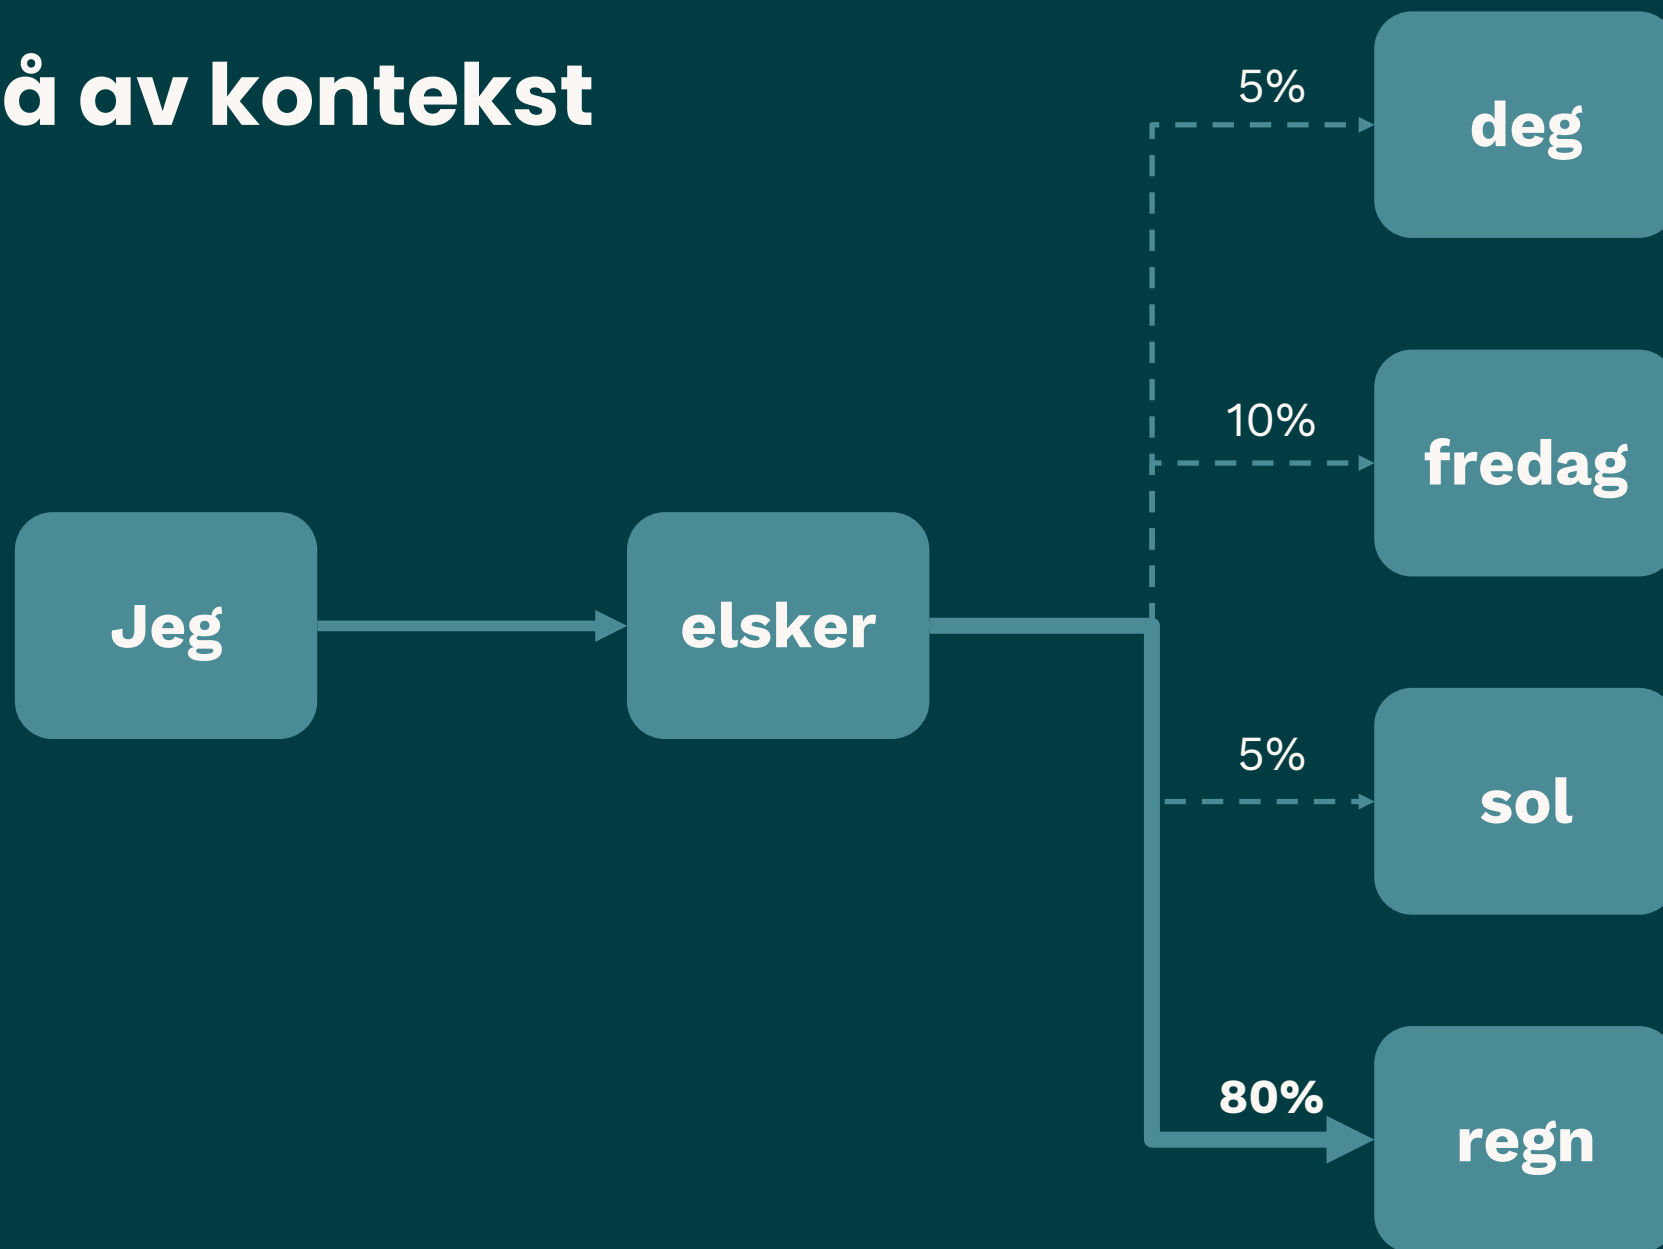 å av kontekst
5%
deg
10%
fredag
Jeg
elsker
5%
sol
80%
regn